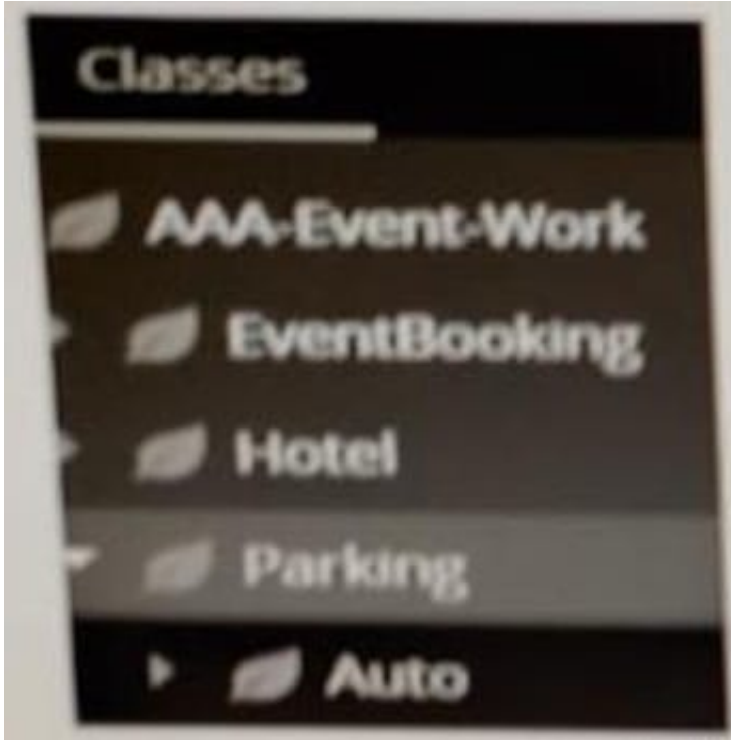 Classes
AAA-Event-Work
EventBooking
Hotel
Parking
Auto